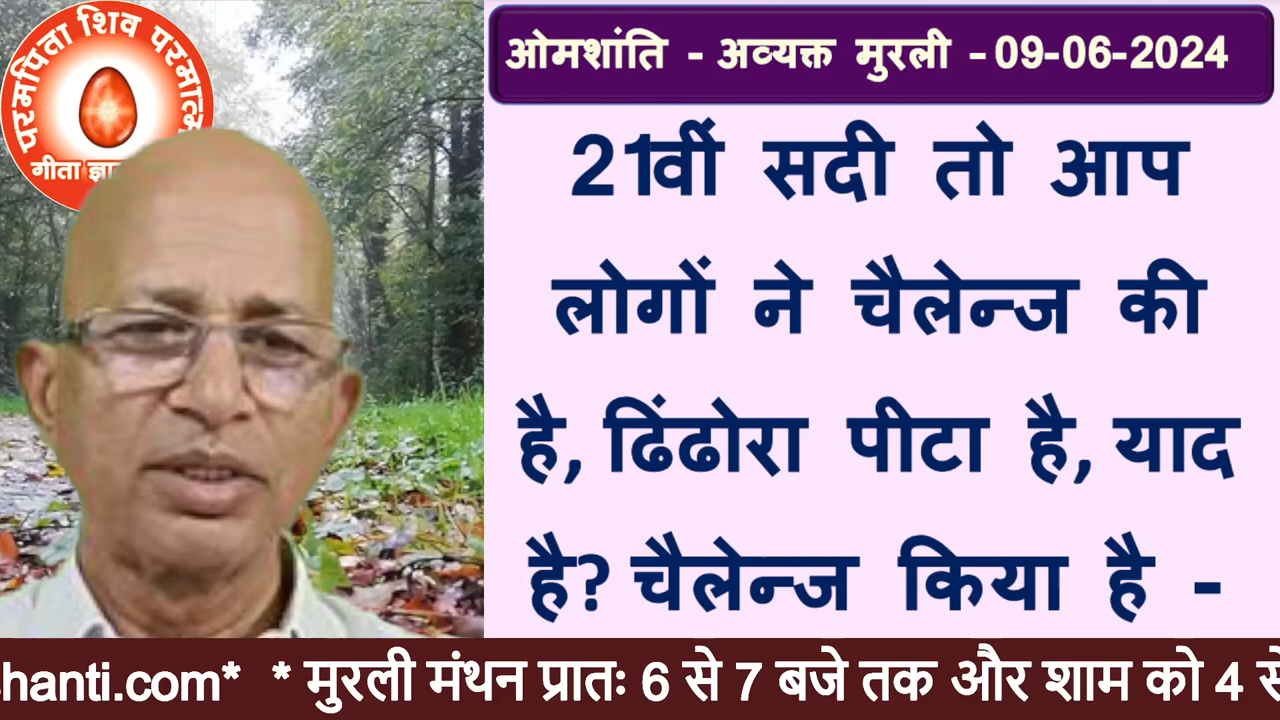 परमपिता शिव परमात्म
गीता
ओमशांति - अव्यक्त मुरली - 09-06-2024
21वीं सदी तो आप
लोगों ने चैलेन्ज की
है, ढिंढोरा पीटा है, याद
है? चैलेन्ज किया है -
hanti.com* * मुरली मंथन प्रातः 6 से 7 बजे तक और शाम को 4 से